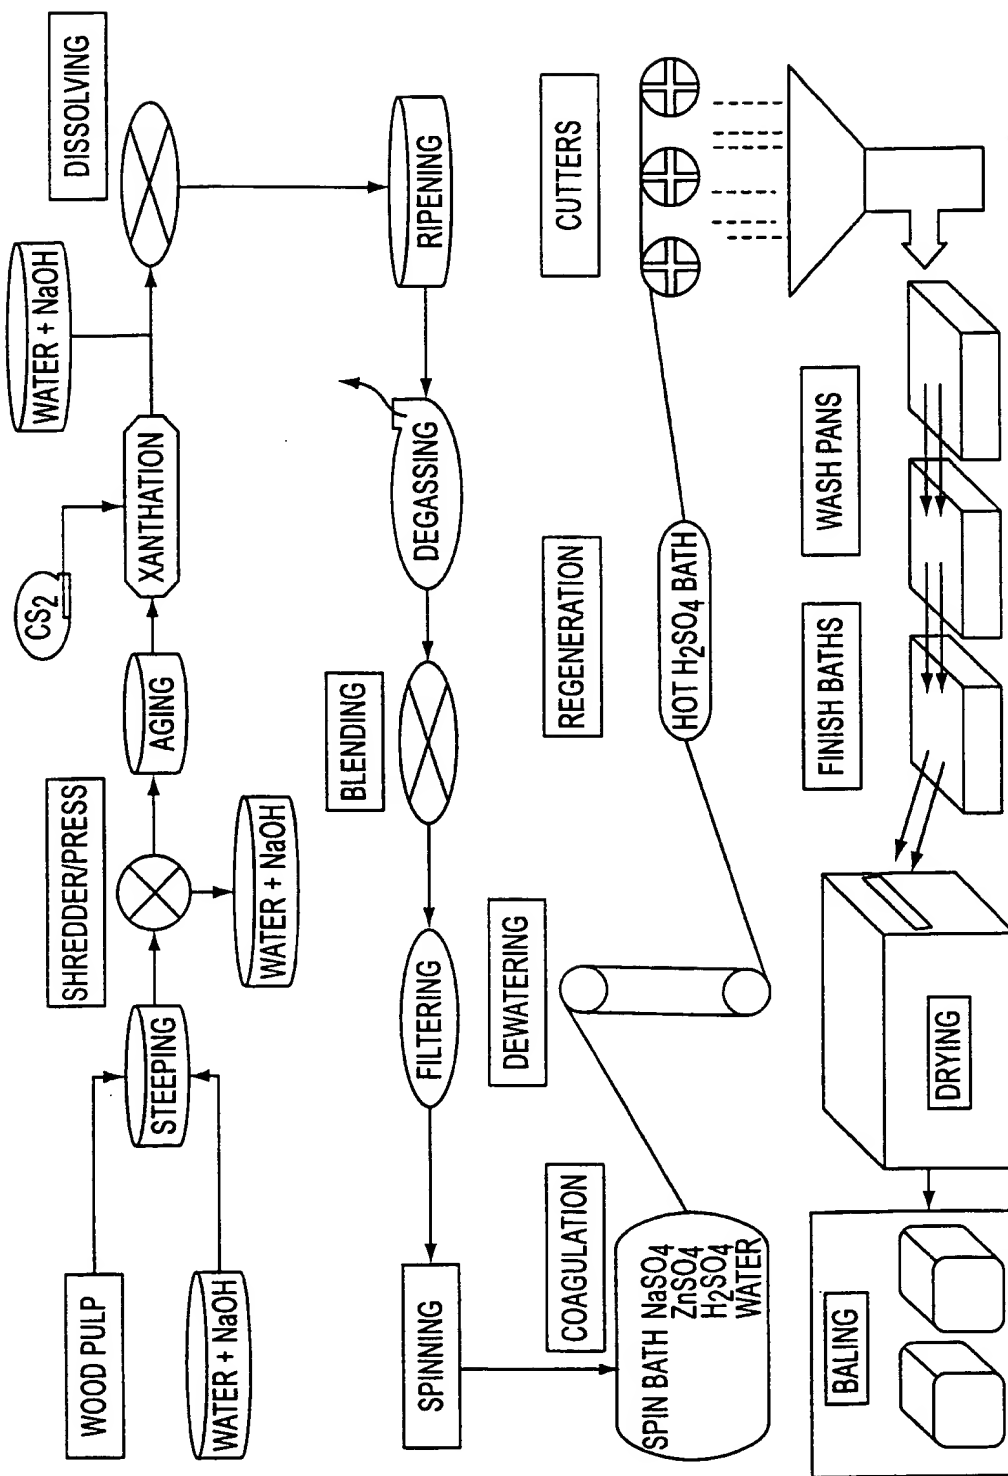 WOOD PULP
WATER + NaOH
STEEPING
SHREDDER/PRESS
WATER + NaOH
AGING
CS2
XANTHATION
WATER + NaOH
DISSOLVING
RIPENING
DEGASSING
BLENDING
FILTERING
SPINNING
COAGULATION
SPIN BATH NaSO4
ZnSO4
H2SO4
WATER
DEWATERING
REGENERATION
HOT H2SO4 BATH
CUTTERS
WASH PANS
FINISH BATHS
DRYING
BALING